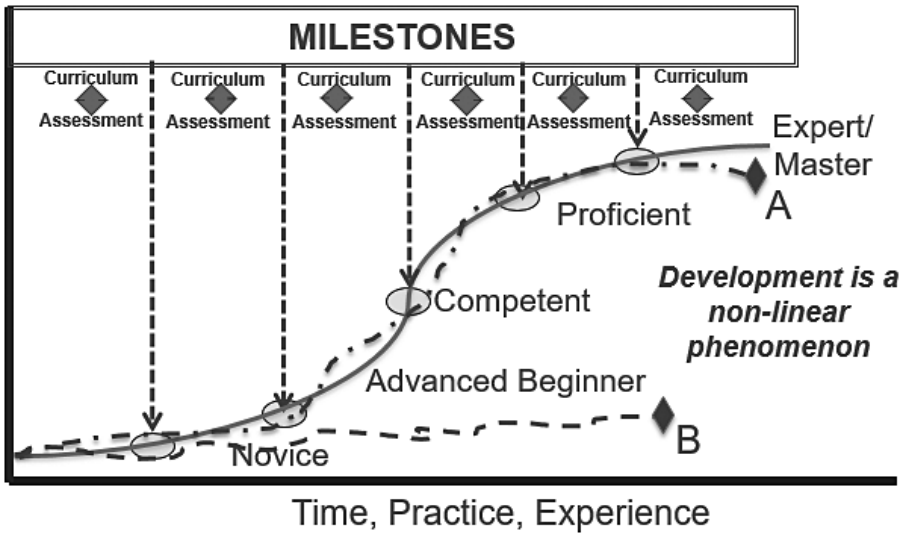 MILESTONES
Curriculum
Assessment
Curriculum
Assessment
Curriculum
Assessment
Curriculum
Assessment
Curriculum
Assessment
Curriculum
Assessment
Expert/
Master
A
Proficient
Development is a
non-linear
phenomenon
Competent
Advanced Beginner
B
Novice
Time, Practice, Experience